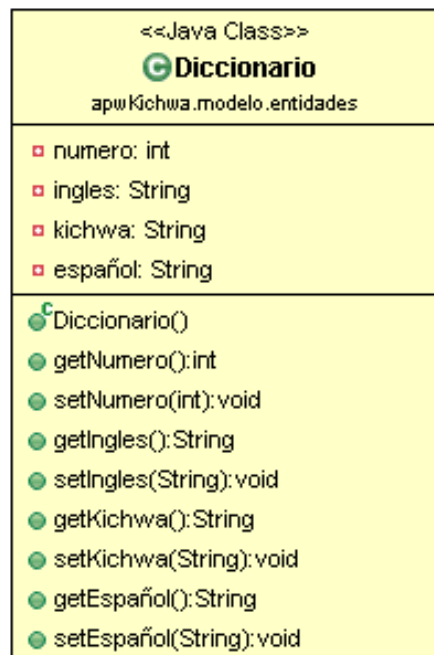 <<Java Class>>
Diccionario
apwKichwa.modelo.entidades
numero: int
ingles: String
kichwa: String
español: String
Diccionario()
getNumero():int
setNumero(int):void
getIngles():String
setIngles(String):void
getKichwa():String
setKichwa(String):void
getEspañol():String
setEspañol(String):void